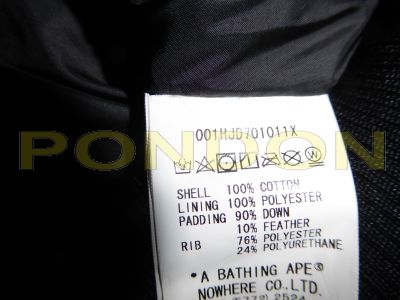 001HJD701011X
PONDON
SHELL 100% COTTON
LINING 100% POLYESTER
PADDING 90% DOWN
10% FEATHER
RIB 76% POLYESTER
24% POLYURETHANE
*A BATHING APE®
NOWHERE CO.,LTD.